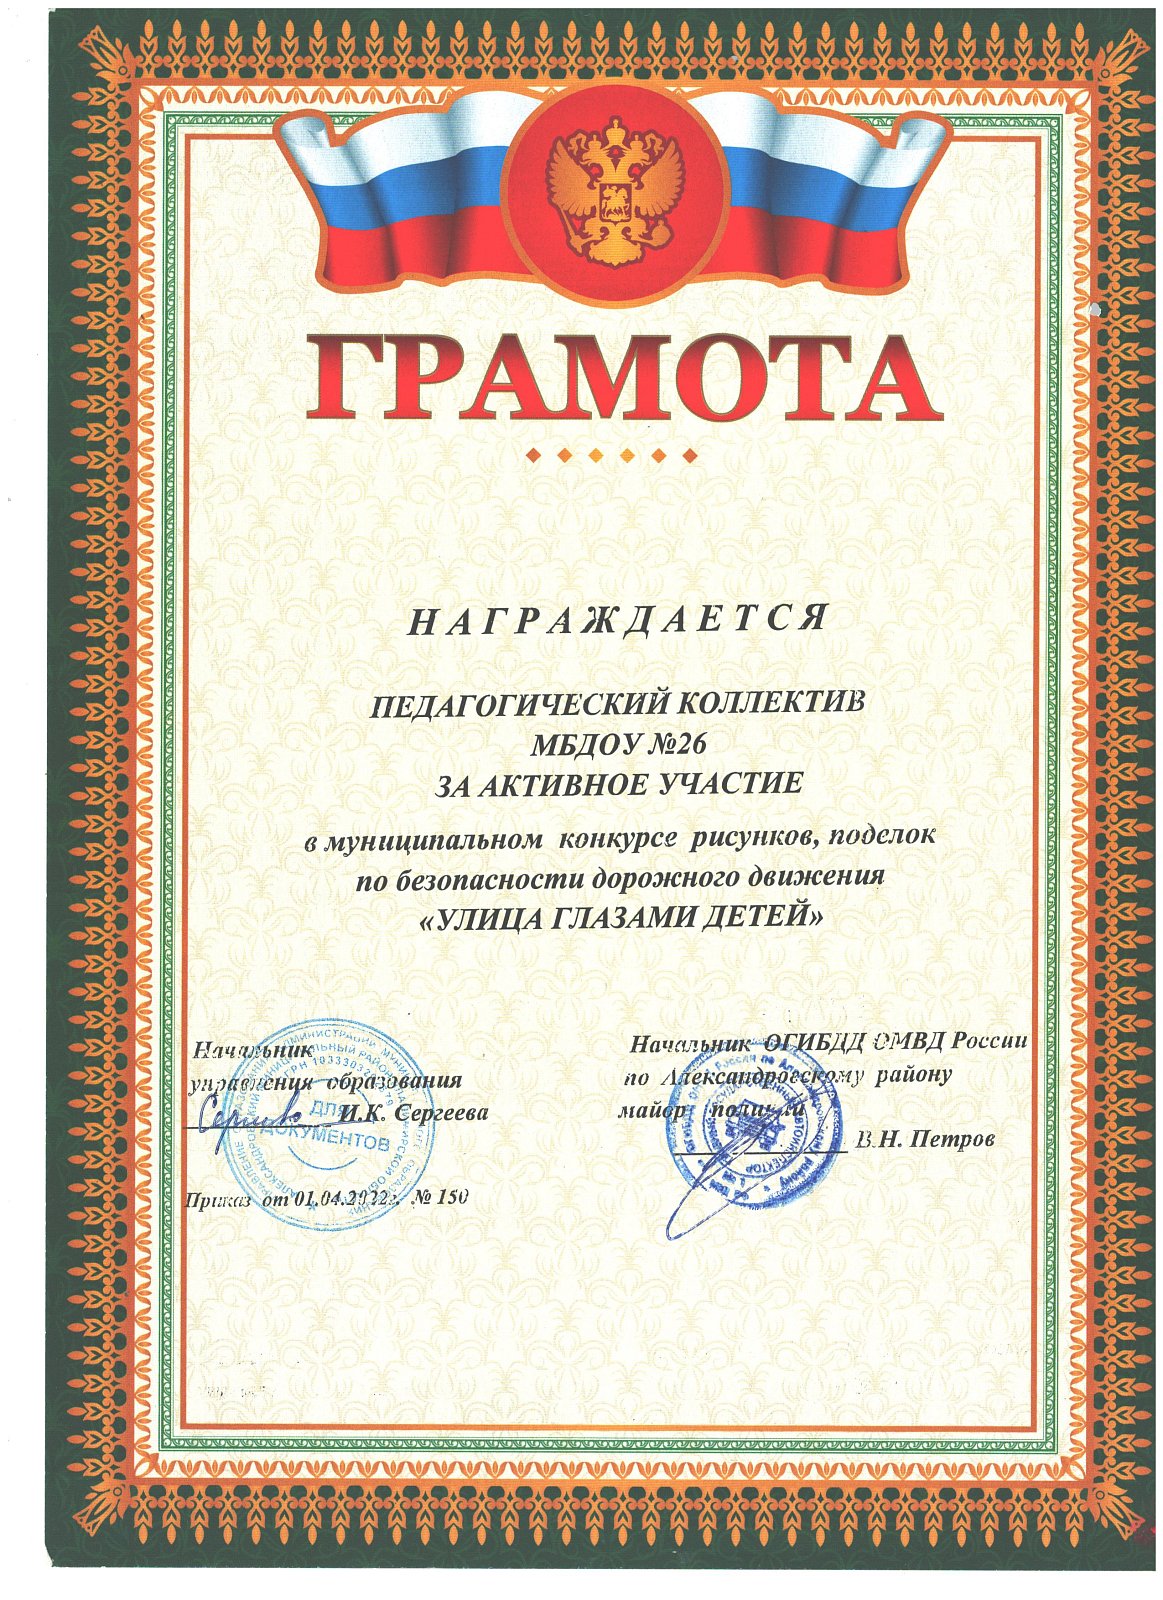 ГРАМОТА
НАГРАЖДАЕТСЯ
ПЕДАГОГИЧЕСКИЙ КОЛЛЕКТИВ
МБДОУ №26
ЗА АКТИВНОЕ УЧАСТИЕ
в муниципальном конкурсе рисунков, поделок
по безопасности дорожного движения
«УЛИЦА ГЛАЗАМИ ДЕТЕЙ»
Начальник
управления образования
И.К. Сергеева
Приказ от 01.04.2022г. № 150
ДЛЯ
ДОКУМЕНТОВ
Начальник ОГИБДД ОМВД России
по Александровскому району
майор полиции
В.Н. Петров